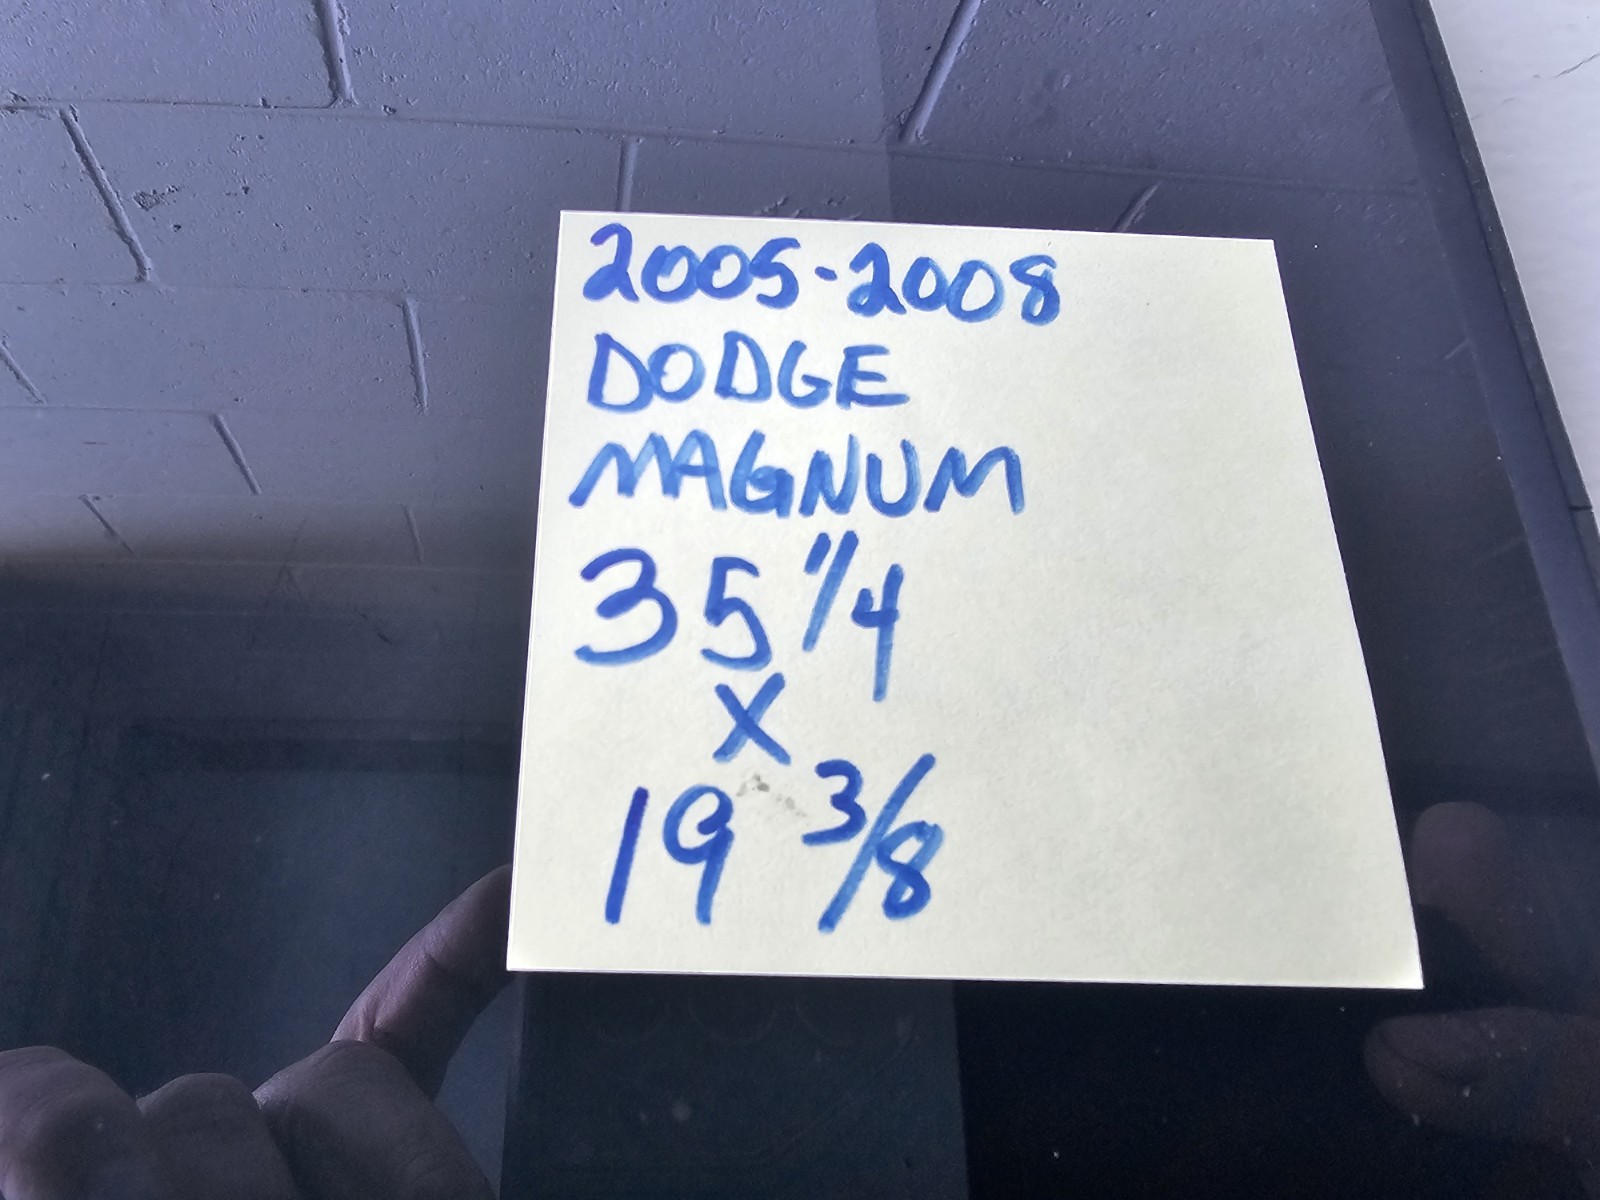 2005-2008
DODGE
MAGNUM
35 1/4
X
19 3/8